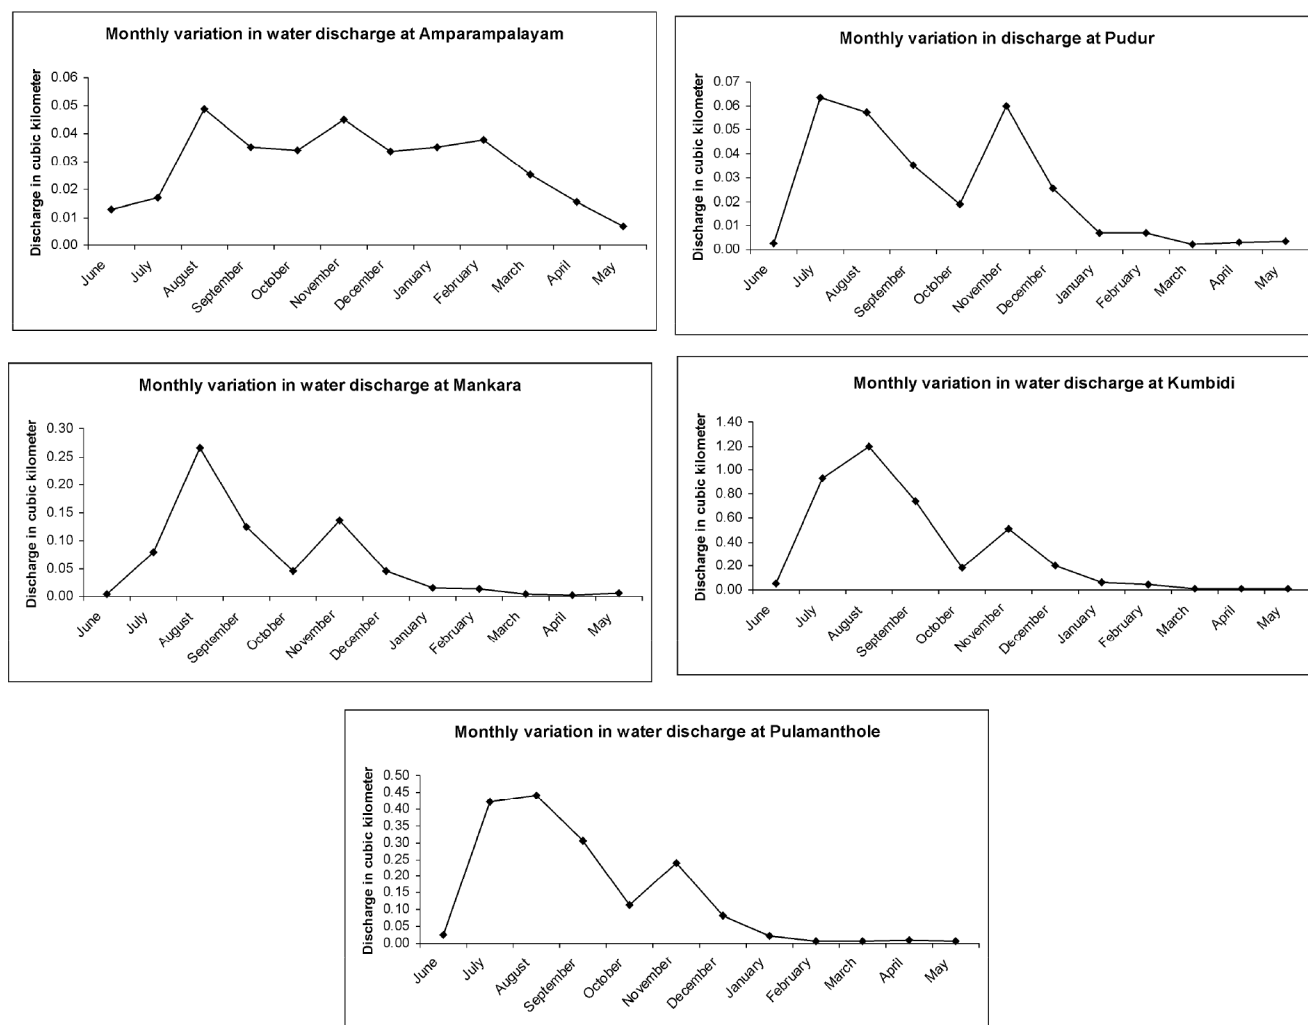 Monthly variation in water discharge at Amparampalayam
Discharge in cubic kilometer
0.06
0.05
0.04
0.03
0.02
0.01
0.00
June
July
August
September
October
November
December
January
February
March
April
May
Monthly variation in discharge at Pudur
Discharge in cubic kilometer
0.07
0.06
0.05
0.04
0.03
0.02
0.01
0.00
June
July
August
September
October
November
December
January
February
March
April
May
Monthly variation in water discharge at Mankara
Discharge in cubic kilometer
0.30
0.25
0.20
0.15
0.10
0.05
0.00
June
July
August
September
October
November
December
January
February
March
April
May
Monthly variation in water discharge at Kumbidi
Discharge in cubic kilometer
1.40
1.20
1.00
0.80
0.60
0.40
0.20
0.00
June
July
August
September
October
November
December
January
February
March
April
May
Monthly variation in water discharge at Pulamanthole
Discharge in cubic kilometer
0.50
0.45
0.40
0.35
0.30
0.25
0.20
0.15
0.10
0.05
0.00
June
July
August
September
October
November
December
January
February
March
April
May